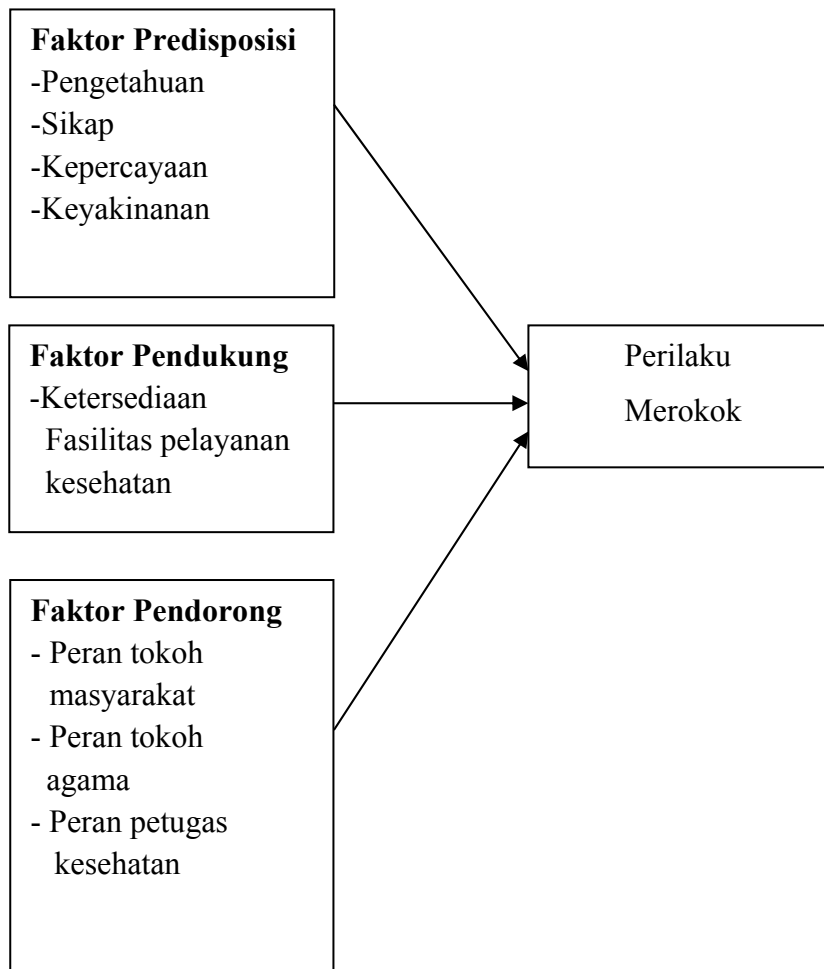 Faktor Predisposisi
-Pengetahuan
-Sikap
-Kepercayaan
-Keyakinanan
Faktor Pendukung
-Ketersediaan
Fasilitas pelayanan
kesehatan
Faktor Pendorong
- Peran tokoh
masyarakat
- Peran tokoh
agama
- Peran petugas
kesehatan
Perilaku
Merokok